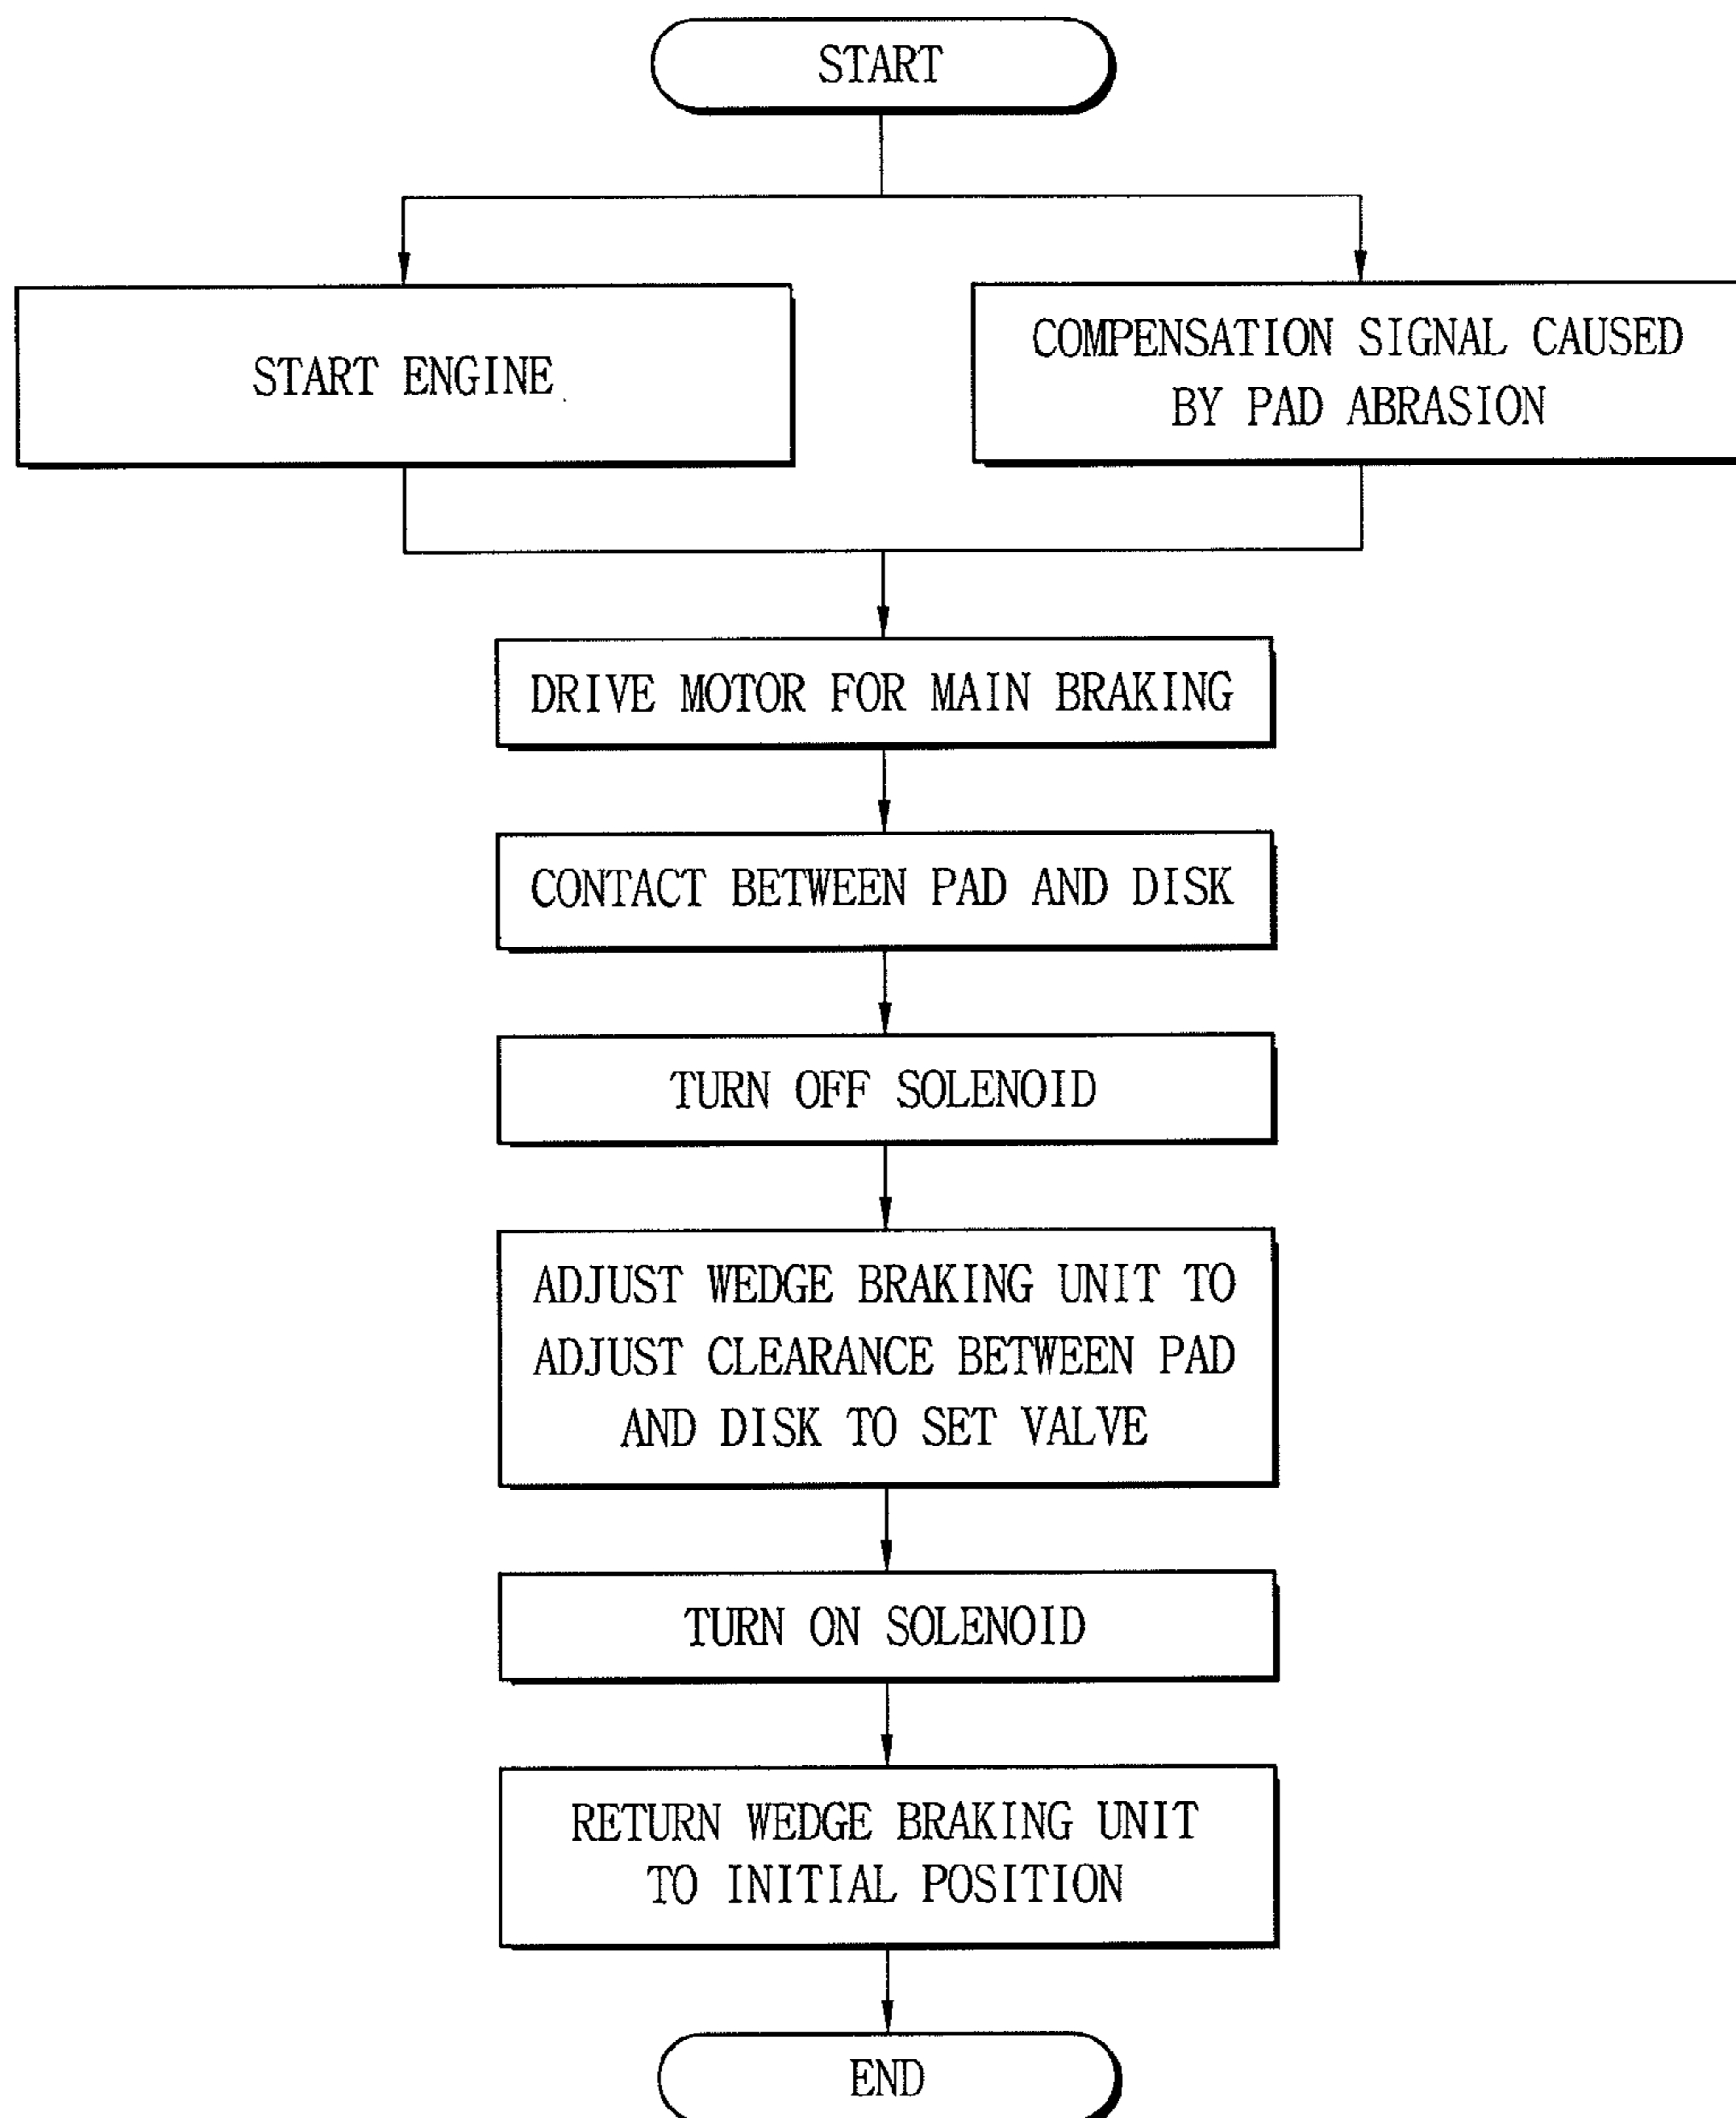 START
START ENGINE
COMPENSATION SIGNAL CAUSED
BY PAD ABRASION
DRIVE MOTOR FOR MAIN BRAKING
CONTACT BETWEEN PAD AND DISK
TURN OFF SOLENOID
ADJUST WEDGE BRAKING UNIT TO
ADJUST CLEARANCE BETWEEN PAD
AND DISK TO SET VALVE
TURN ON SOLENOID
RETURN WEDGE BRAKING UNIT
TO INITIAL POSITION
END